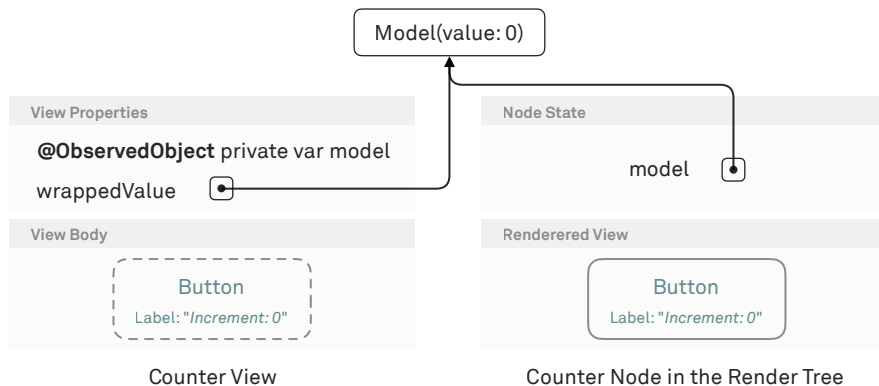 Model(value: 0)
View Properties
@ObservedObject private var model
wrappedValue
View Body
Button
Label: "Increment: 0"
Counter View
Node State
model
Renderered View
Button
Label: "Increment: 0"
Counter Node in the Render Tree